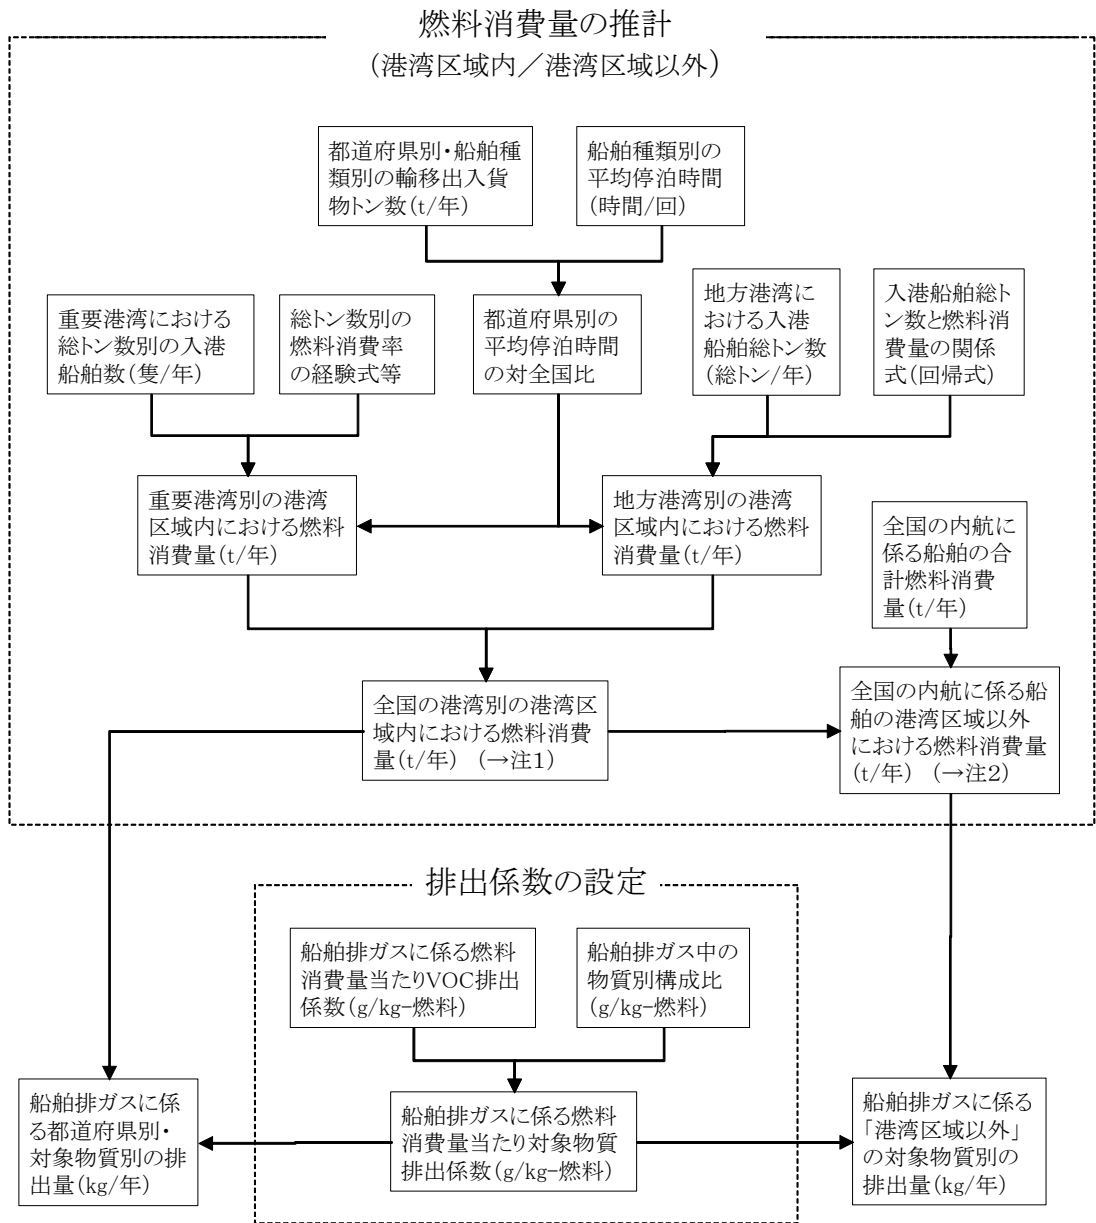 燃料消費量の推計
(港湾区域内／港湾区域以外)
都道府県別・船舶種
類別の輸移出入貨
物トン数(t/年)
船舶種類別の
平均停泊時間
(時間/回)
重要港湾における
総トン数別の入港
船舶数(隻/年)
総トン数別の
燃料消費率
の経験式等
都道府県別の
平均停泊時間
の対全国比
地方港湾に
おける入港
船舶総トン数
(総トン/年)
入港船舶総ト
ン数と燃料消
費量の関係
式(回帰式)
重要港湾別の港湾
区域内における燃料
消費量(t/年)
地方港湾別の港湾
区域内における燃料
消費量(t/年)
全国の内航に
係る船舶の合
計燃料消費
量(t/年)
全国の港湾別の港湾区
域内における燃料消費
量(t/年) (→注1)
全国の内航に係る船
舶の港湾区域以外
における燃料消費量
(t/年) (→注2)
排出係数の設定
船舶排ガスに係る燃料
消費量当たりVOC排出
係数(g/kg-燃料)
船舶排ガス中の
物質別構成比
(g/kg-燃料)
船舶排ガスに係
る都道府県別・
対象物質別の排
出量(kg/年)
船舶排ガスに係る燃料
消費量当たり対象物質
排出係数(g/kg-燃料)
船舶排ガスに係る
「港湾区域以外」
の対象物質別の
排出量(kg/年)